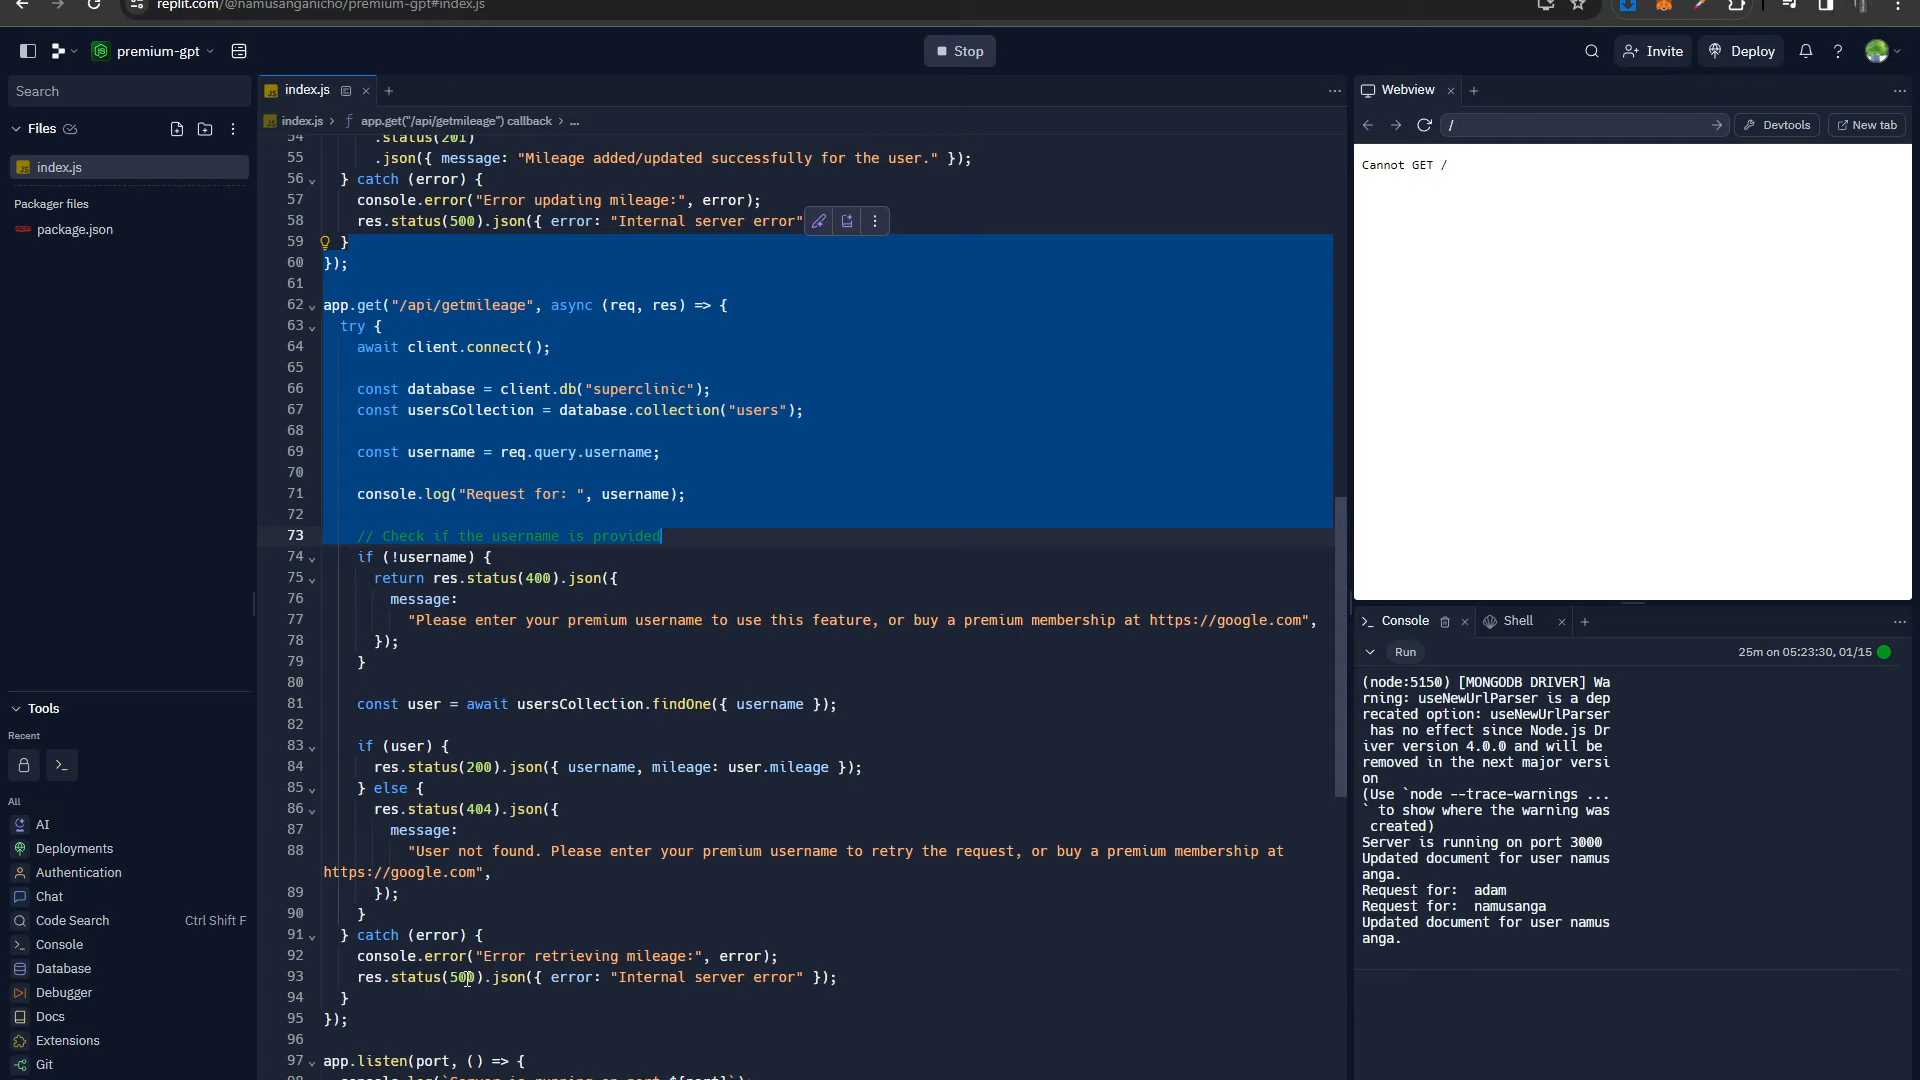 replit.com/@namusanganicho/premium-gpt#index.js
premium-gpt
Stop
Invite
Deploy
Search
Files
index.js
Packager files
package.json
Tools
Recent
All
AI
Deployments
Authentication
Chat
Code Search Ctrl Shift F
Console
Database
Debugger
Docs
Extensions
Git
index.js
index.js > app.get("/api/getmileage") callback > ...
54 .status(201)
55 .json({ message: "Mileage added/updated successfully for the user." });
56 } catch (error) {
57 console.error("Error updating mileage:", error);
58 res.status(500).json({ error: "Internal server error"
59 }
60 });
61
62 app.get("/api/getmileage", async (req, res) => {
63 try {
64 await client.connect();
65
66 const database = client.db("superclinic");
67 const usersCollection = database.collection("users");
68
69 const username = req.query.username;
70
71 console.log("Request for: ", username);
72
73 // Check if the username is provided
74 if (!username) {
75 return res.status(400).json({
76 message:
77 "Please enter your premium username to use this feature, or buy a premium membership at https://google.com",
78 });
79 }
80
81 const user = await usersCollection.findOne({ username });
82
83 if (user) {
84 res.status(200).json({ username, mileage: user.mileage });
85 } else {
86 res.status(404).json({
87 message:
88 "User not found. Please enter your premium username to retry the request, or buy a premium membership at
https://google.com",
89 });
90 }
91 } catch (error) {
92 console.error("Error retrieving mileage:", error);
93 res.status(500).json({ error: "Internal server error" });
94 }
95 });
96
97 app.listen(port, () => {
98 console.log(`Server is running on port ${port}`);
Webview
/
Devtools
New tab
Cannot GET /
Console
Shell
Run
25m on 05:23:30, 01/15
(node:5150) [MONGODB DRIVER] Wa
rning: useNewUrlParser is a dep
recated option: useNewUrlParser
has no effect since Node.js Dr
iver version 4.0.0 and will be
removed in the next major versi
on
(Use `node --trace-warnings ...
` to show where the warning was
created)
Server is running on port 3000
Updated document for user namus
anga.
Request for:  adam
Request for:  namusanga
Updated document for user namus
anga.